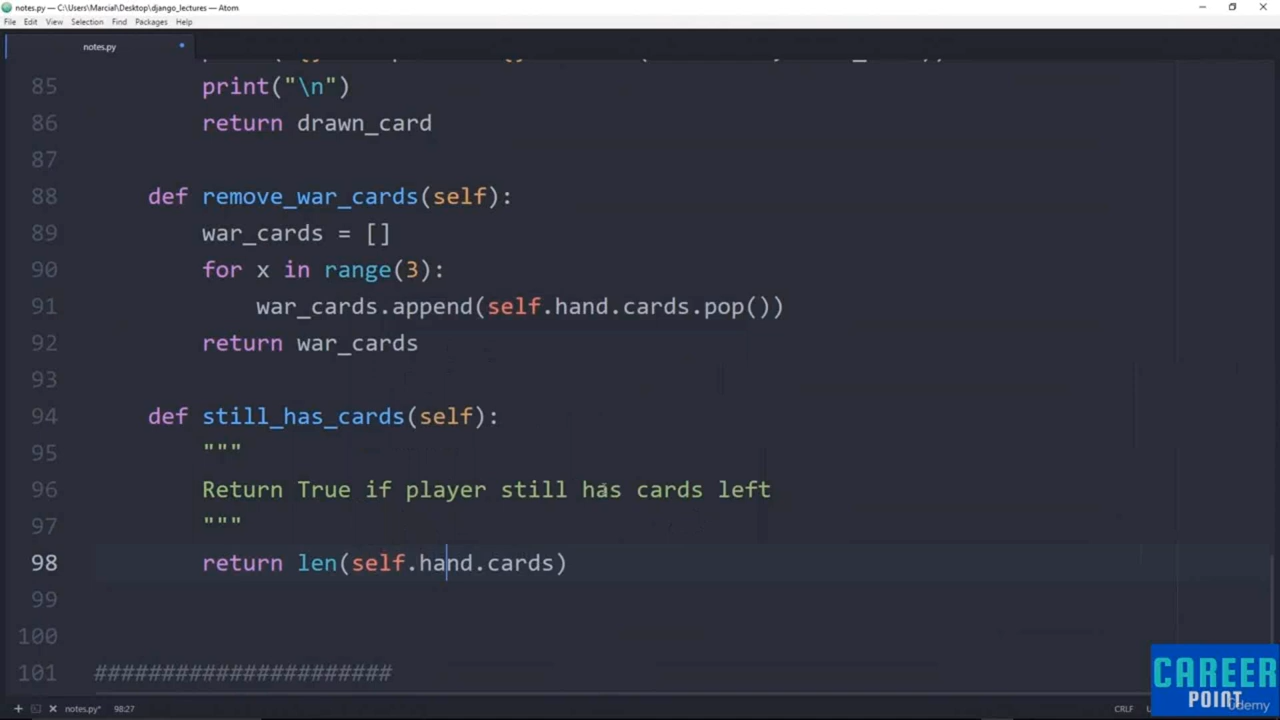 notes.py — C:\Users\Marcial\Desktop\django_lectures — Atom
File Edit View Selection Find Packages Help
notes.py
85 print("\n")
86 return drawn_card
87
88 def remove_war_cards(self):
89 war_cards = []
90 for x in range(3):
91 war_cards.append(self.hand.cards.pop())
92 return war_cards
93
94 def still_has_cards(self):
95 """
96 Return True if player still has cards left
97 """
98 return len(self.hand.cards)
99
100
101 ######################
CAREER
POINT
udemy
notes.py* 98:27
CRLF